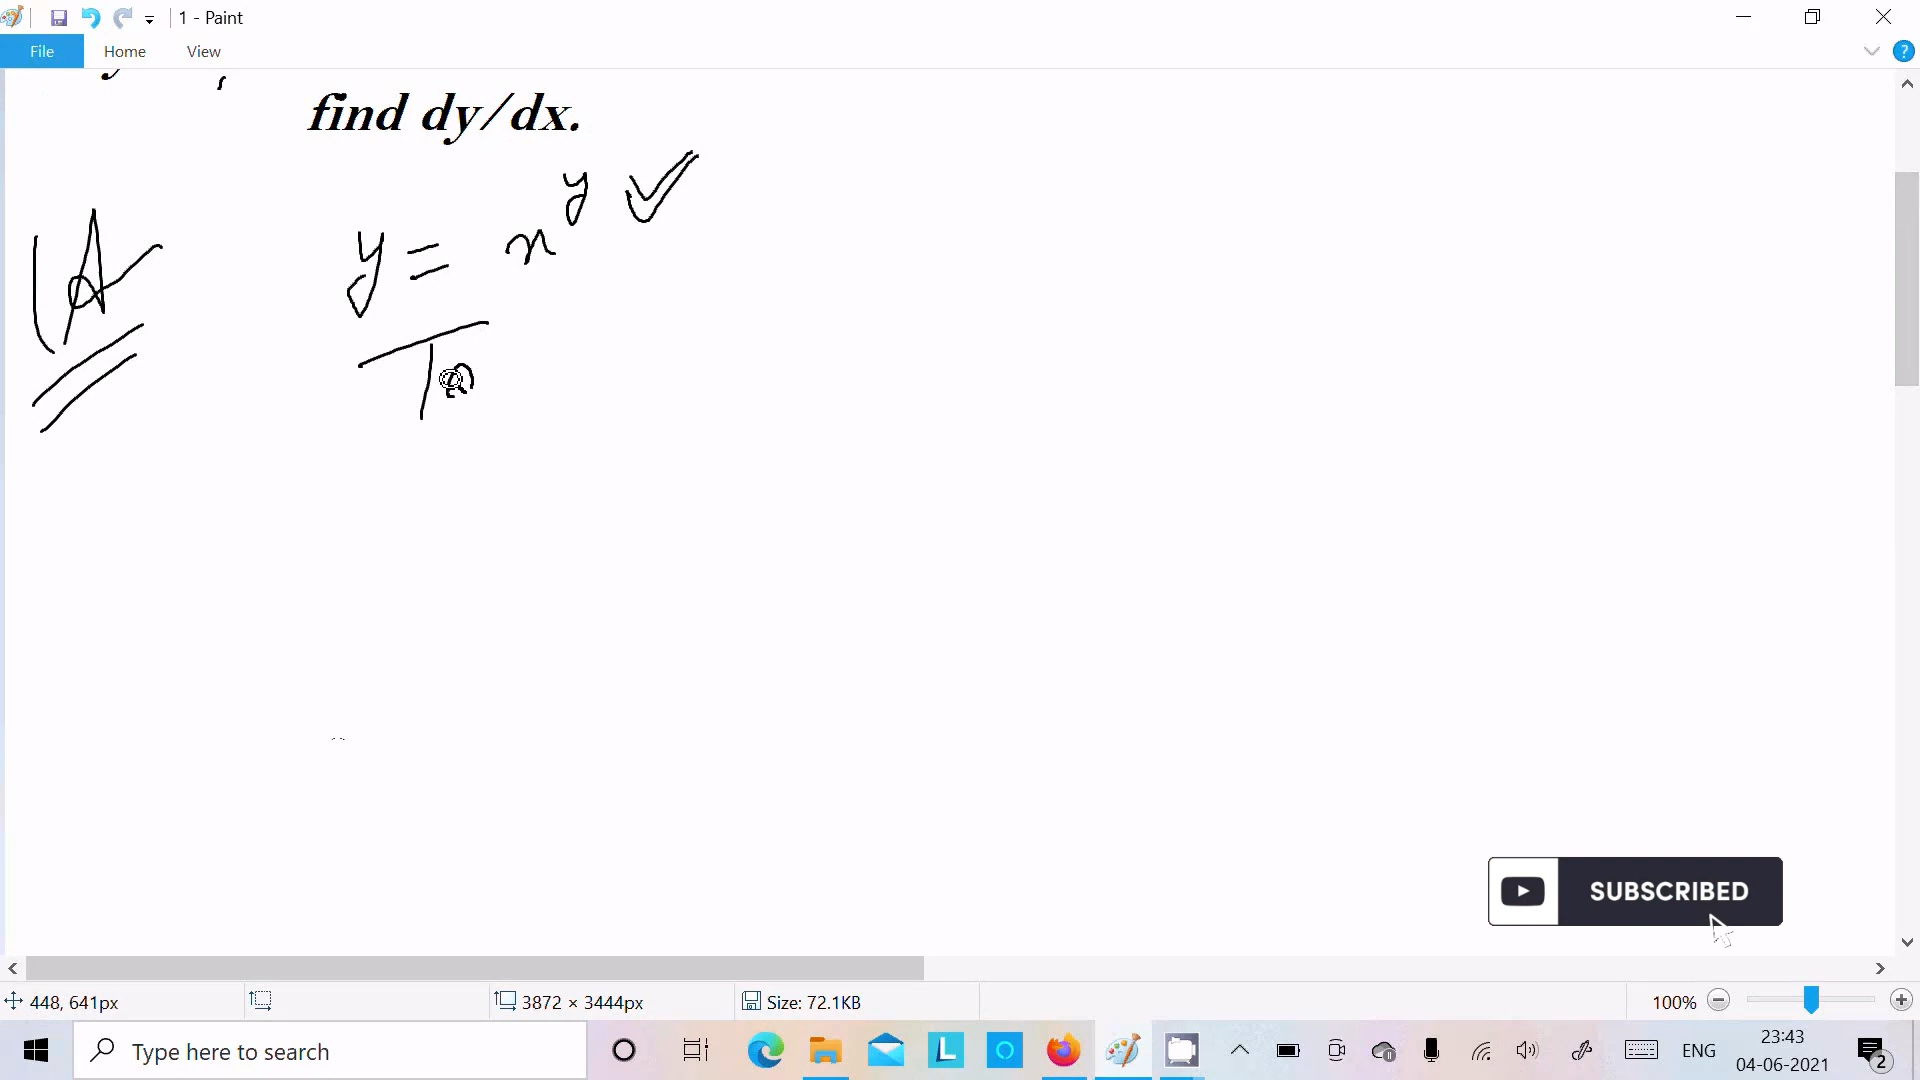 1 - Paint
File Home View
find dy/dx.
y = x^y
A
SUBSCRIBED
448, 641px 3872 × 3444px Size: 72.1KB 100%
Type here to search
ENG
23:43
04-06-2021
2